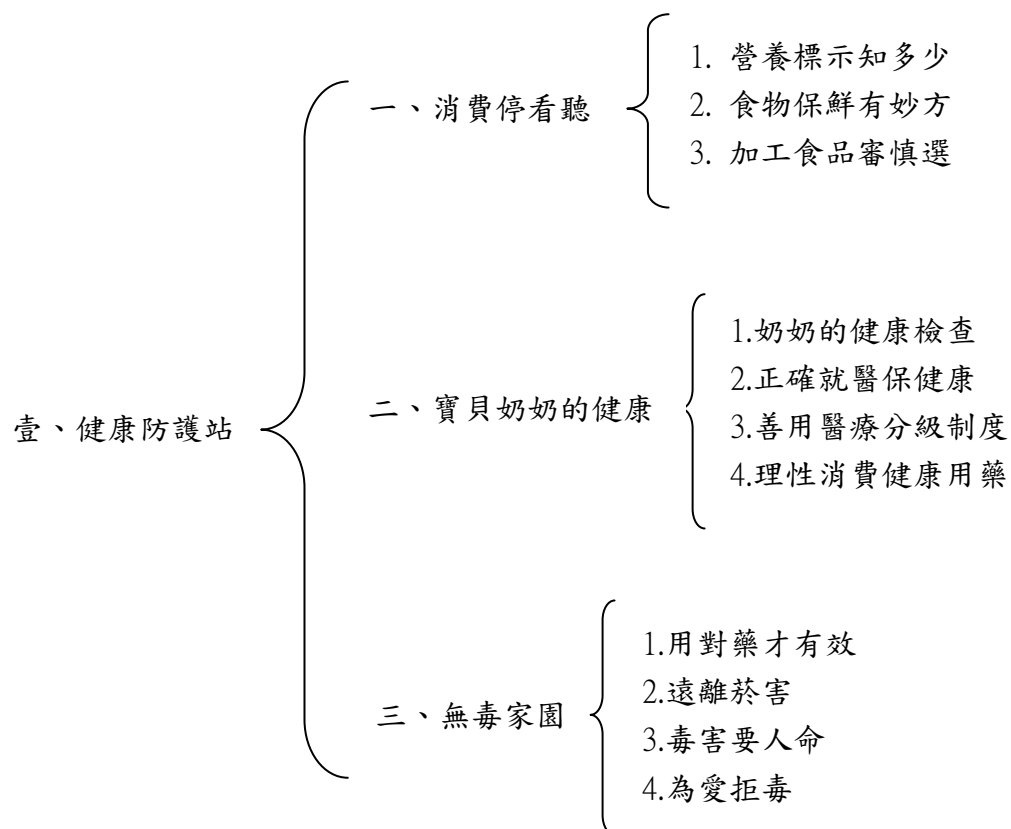 壹、健康防護站
一、消費停看聽
1. 營養標示知多少
2. 食物保鮮有妙方
3. 加工食品審慎選
二、寶貝奶奶的健康
1.奶奶的健康檢查
2.正確就醫保健康
3.善用醫療分級制度
4.理性消費健康用藥
三、無毒家園
1.用對藥才有效
2.遠離菸害
3.毒害要人命
4.為愛拒毒